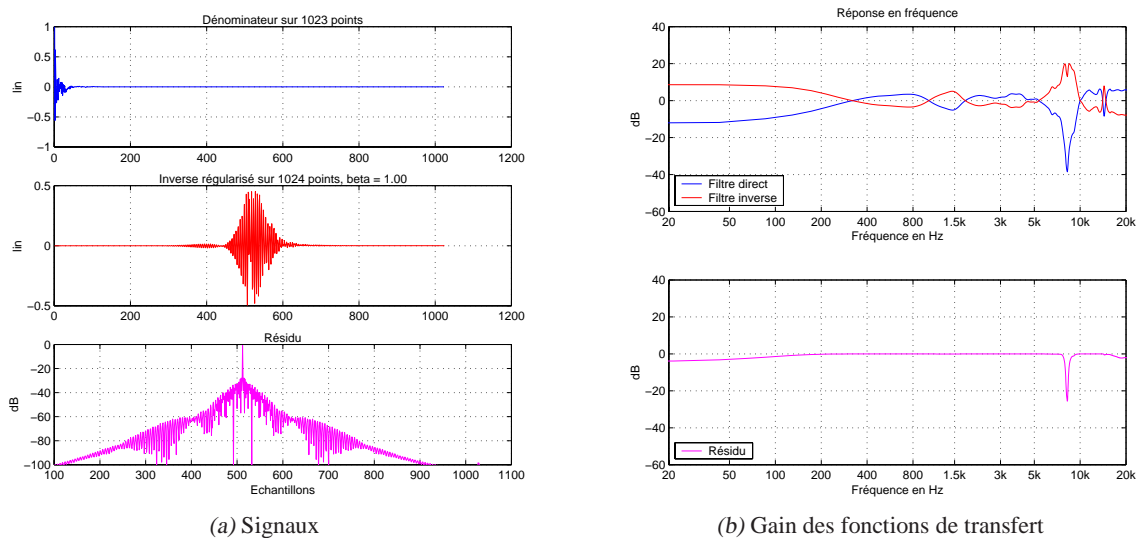 Dénominateur sur 1023 points
1
0.5
0
−0.5
−1
lin
0 200 400 600 800 1000 1200
Inverse régularisé sur 1024 points, beta = 1.00
0.5
0
−0.5
lin
0 200 400 600 800 1000 1200
Résidu
0
−20
−40
−60
−80
−100
dB
100 200 300 400 500 600 700 800 900 1000 1100
Echantillons
(a) Signaux
Réponse en fréquence
40
20
0
−20
−40
−60
dB
Filtre direct
Filtre inverse
20 50 100 200 400 800 1.5k 3k 5k 10k 20k
Fréquence en Hz
40
20
0
−20
−40
−60
dB
Résidu
20 50 100 200 400 800 1.5k 3k 5k 10k 20k
Fréquence en Hz
(b) Gain des fonctions de transfert